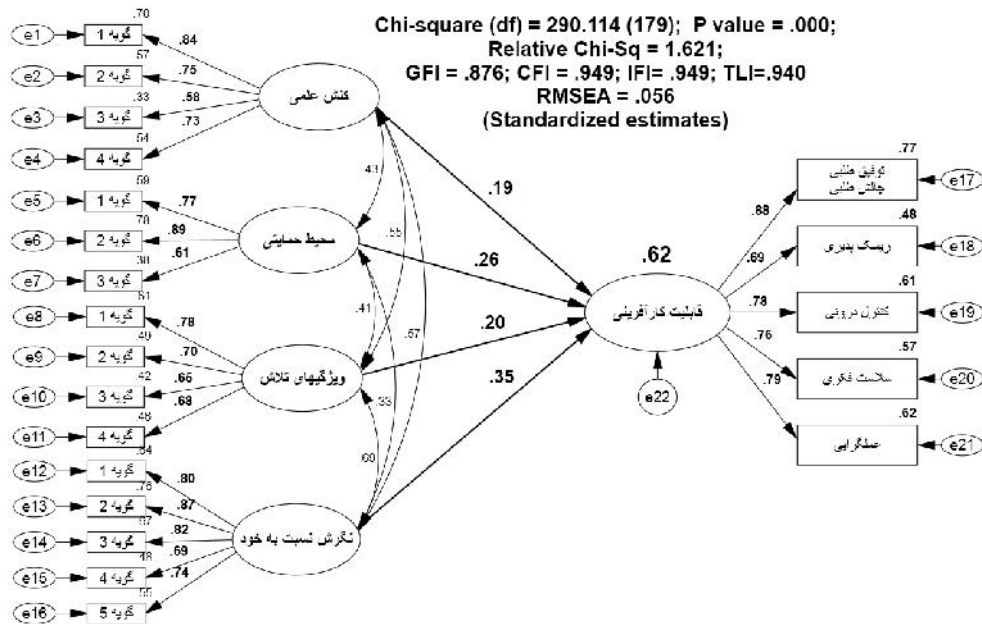 Chi-square (df) = 290.114 (179); P value = .000;
Relative Chi-Sq = 1.621;
GFI = .876; CFI = .949; IFI= .949; TLI=.940
RMSEA = .056
(Standardized estimates)
.70
e1 گویه 1 .84
.57
e2 گویه 2 .75
.33
e3 گویه 3 .58
.54
e4 گویه 4 .73
کنش علمی
.59
e5 گویه 1 .77
.78
e6 گویه 2 .89
.38
e7 گویه 3 .61
محیط حمایتی
.61
e8 گویه 1 .78
.49
e9 گویه 2 .70
.42
e10 گویه 3 .65
.46
e11 گویه 4 .68
ویژگیهای تلاش
.64
e12 گویه 1 .80
.76
e13 گویه 2 .87
.67
e14 گویه 3 .82
.48
e15 گویه 4 .69
.55
e16 گویه 5 .74
نگرش نسبت به خود
.43
.55
.41
.57
.33
.60
.19
.26
.20
.35
.62
قابلیت کارآفرینی
e22
.77
.88 توفیق طلبی
چالش طلبی e17
.48
.69 ریسک پذیری e18
.61
.78 کنترول درونی e19
.57
.76 سلاست فکری e20
.62
.79 عملگرایی e21